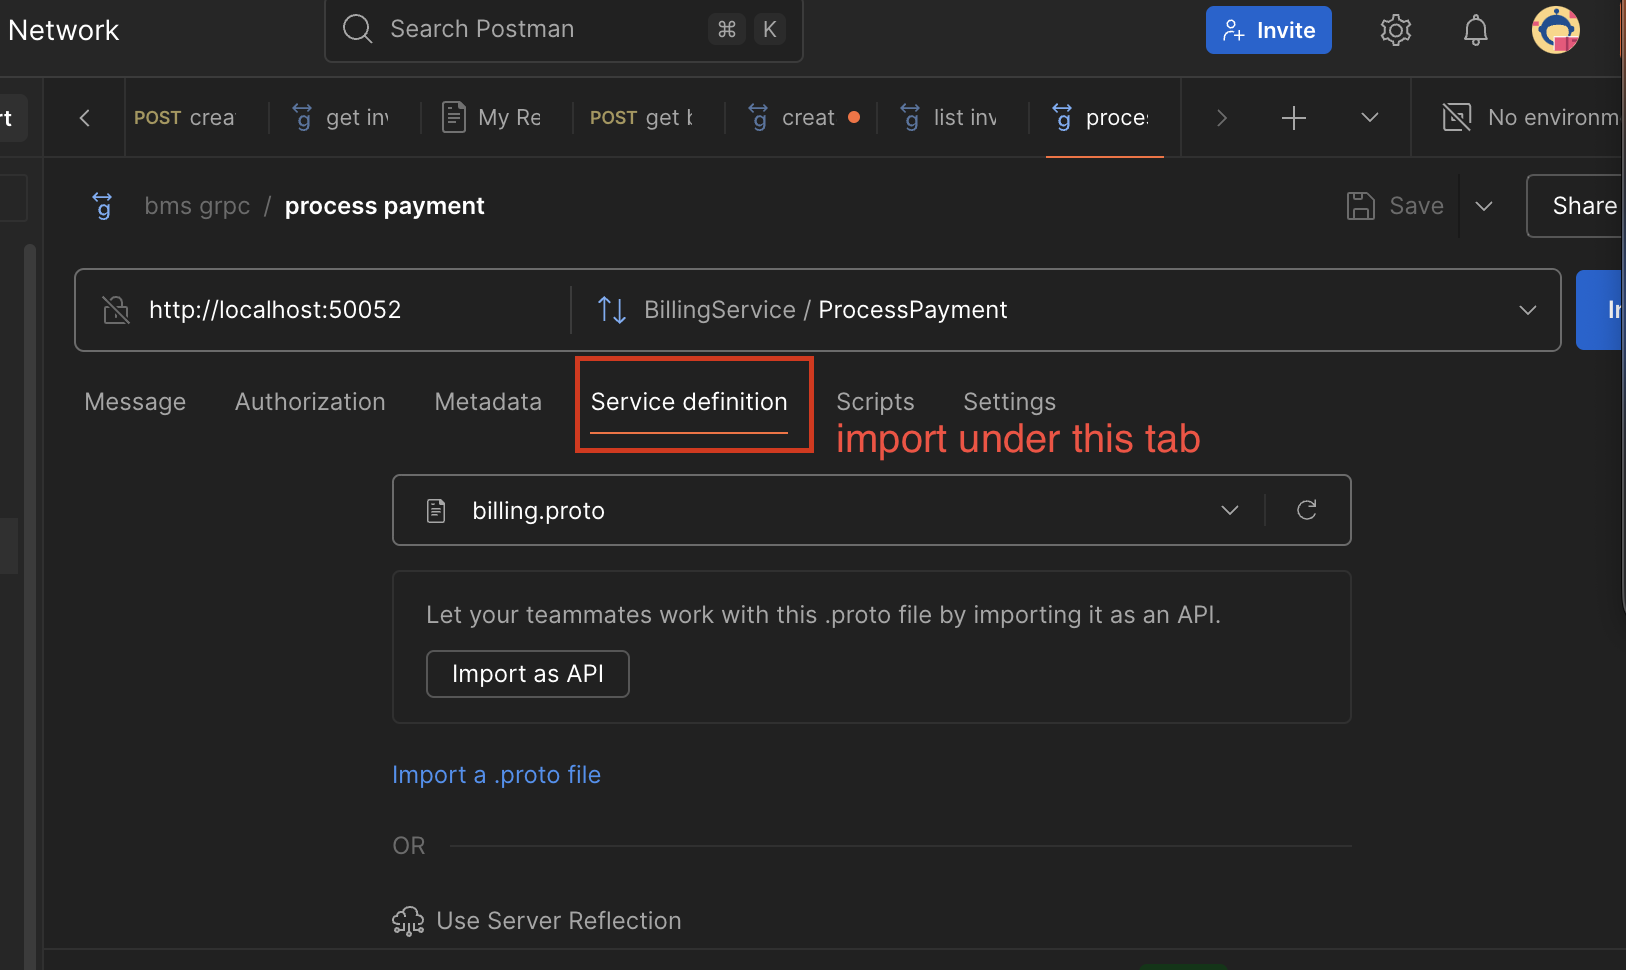 Network
Search Postman ⌘ K
Invite
rt
POST crea
get inv
My Re
POST get b
creat
list inv
proce
No environm
bms grpc / process payment
Save
Share
http://localhost:50052
BillingService / ProcessPayment
Message
Authorization
Metadata
Service definition
Scripts
Settings
import under this tab
billing.proto
Let your teammates work with this .proto file by importing it as an API.
Import as API
Import a .proto file
OR
Use Server Reflection